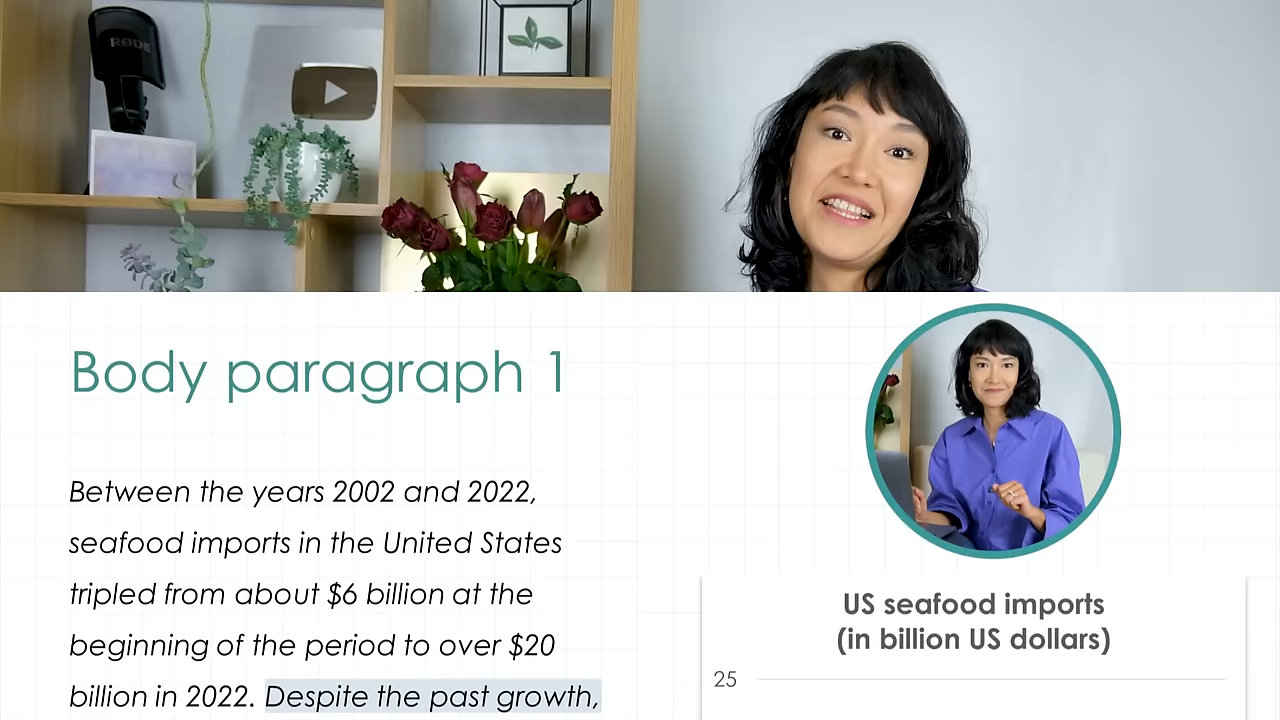 RØDE
Body paragraph 1
Between the years 2002 and 2022,
seafood imports in the United States
tripled from about $6 billion at the
beginning of the period to over $20
billion in 2022. Despite the past growth,
US seafood imports
(in billion US dollars)
25